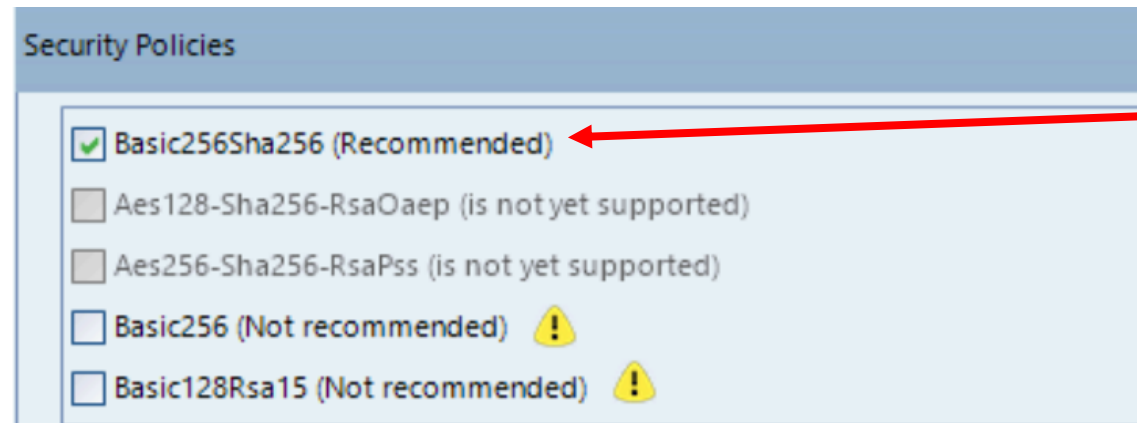 Security Policies
Basic256Sha256 (Recommended)
Aes128-Sha256-RsaOaep (is not yet supported)
Aes256-Sha256-RsaPss (is not yet supported)
Basic256 (Not recommended)
Basic128Rsa15 (Not recommended)